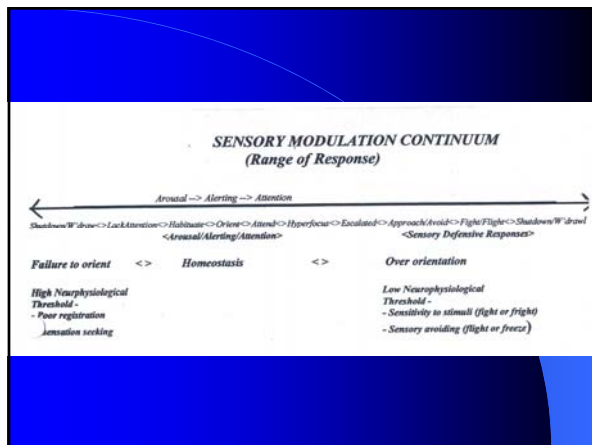 SENSORY MODULATION CONTINUUM
(Range of Response)
Arousal --> Alerting --> Attention
Shutdown/W'draw<>LackAttention<>Habituate<>Orient<>Attend<>Hyperfocus<>Escalated<>Approach/Avoid<>Fight/Flight<>Shutdown/W'drawl
<Arousal/Alerting/Attention> <Sensory Defensive Responses>
Failure to orient <> Homeostasis <> Over orientation
High Neurphysiological
Threshold -
- Poor registration
sensation seeking
Low Neurophysiological
Threshold -
- Sensitivity to stimuli (fight or fright)
- Sensory avoiding (flight or freeze)